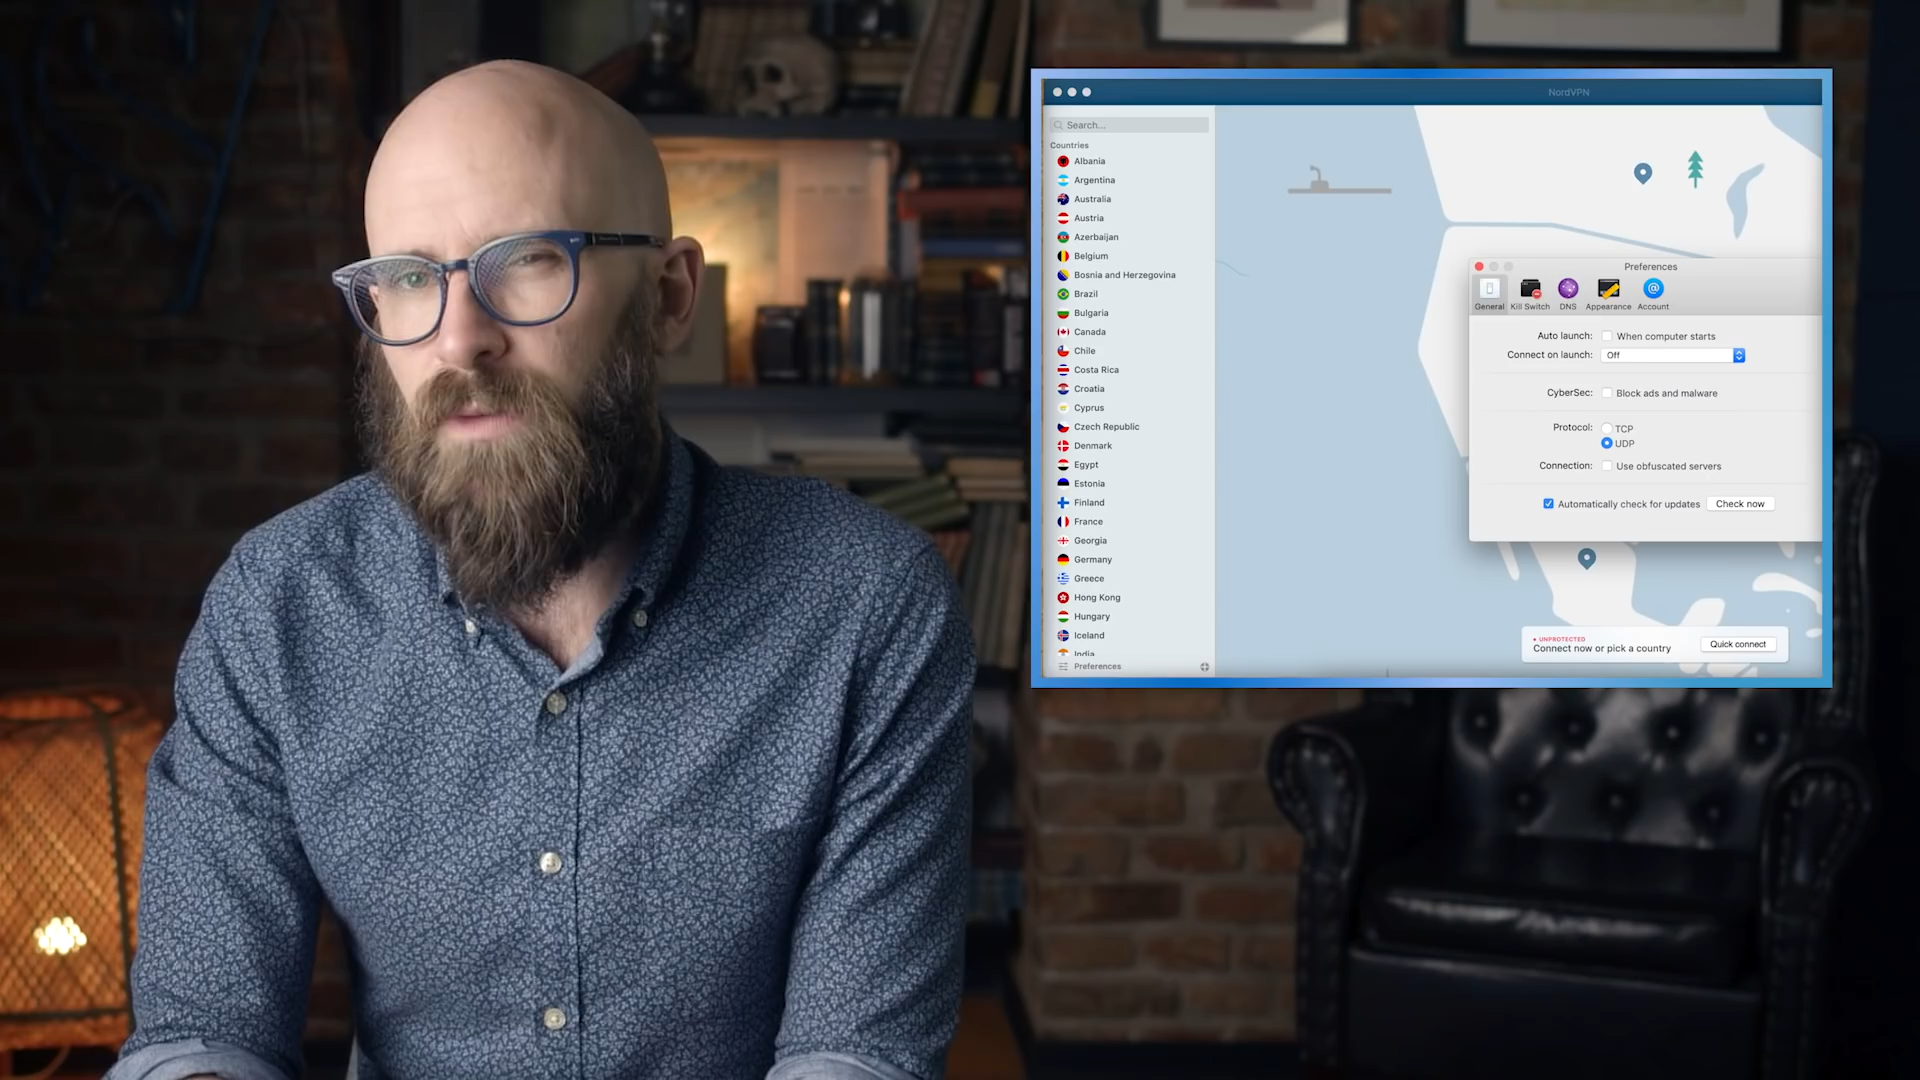 NordVPN
Search...
Countries
Albania
Argentina
Australia
Austria
Azerbaijan
Belgium
Bosnia and Herzegovina
Brazil
Bulgaria
Canada
Chile
Costa Rica
Croatia
Cyprus
Czech Republic
Denmark
Egypt
Estonia
Finland
France
Georgia
Germany
Greece
Hong Kong
Hungary
Iceland
India
Preferences
Preferences
General Kill Switch DNS Appearance Account
Auto launch: When computer starts
Connect on launch: Off
CyberSec: Block ads and malware
Protocol: TCP
UDP
Connection: Use obfuscated servers
Automatically check for updates Check now
UNPROTECTED
Connect now or pick a country Quick connect